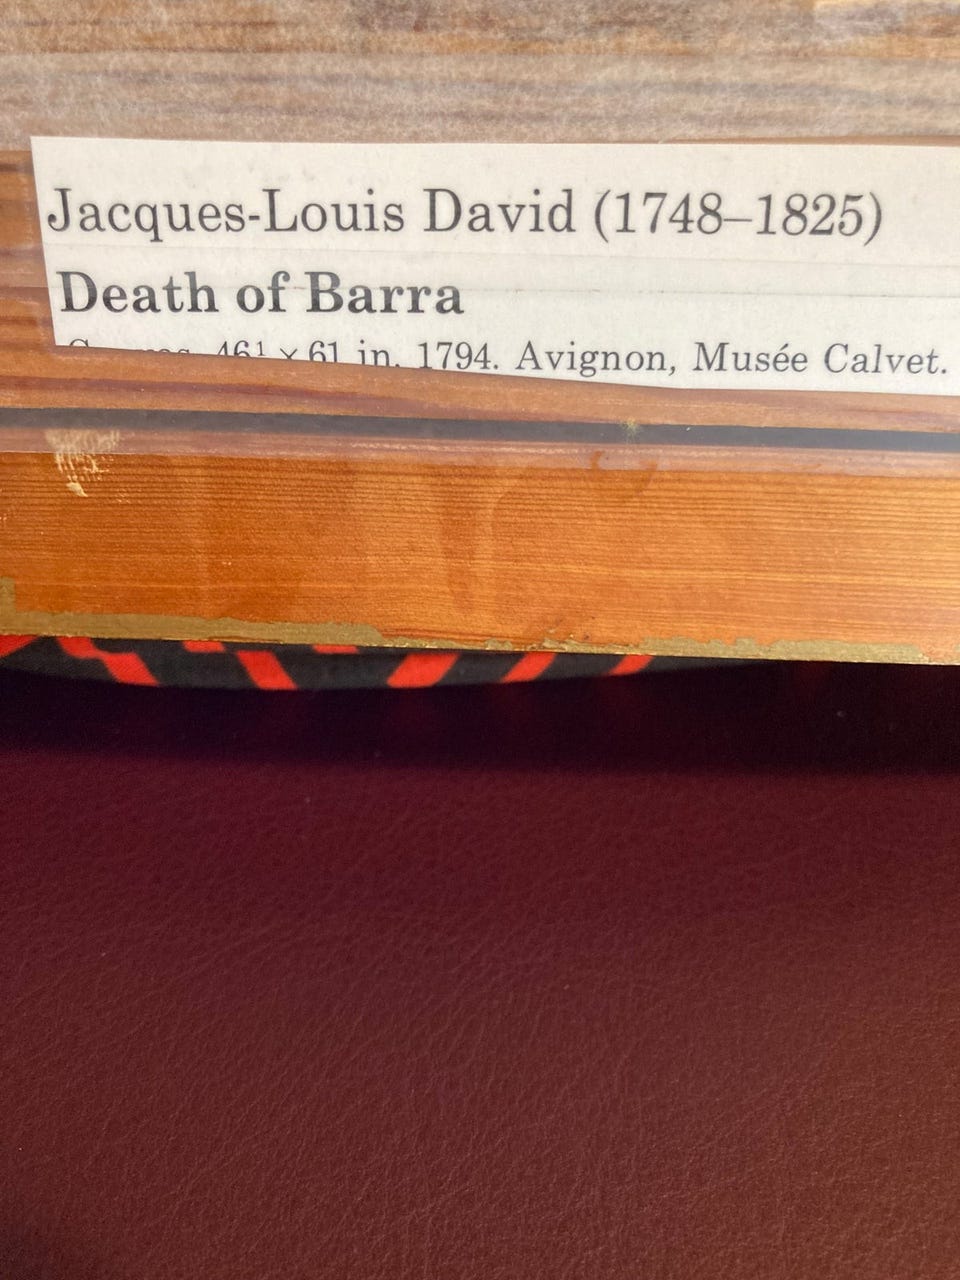 Jacques-Louis David (1748–1825)
Death of Barra
61 in. 1794. Avignon, Musée Calvet.